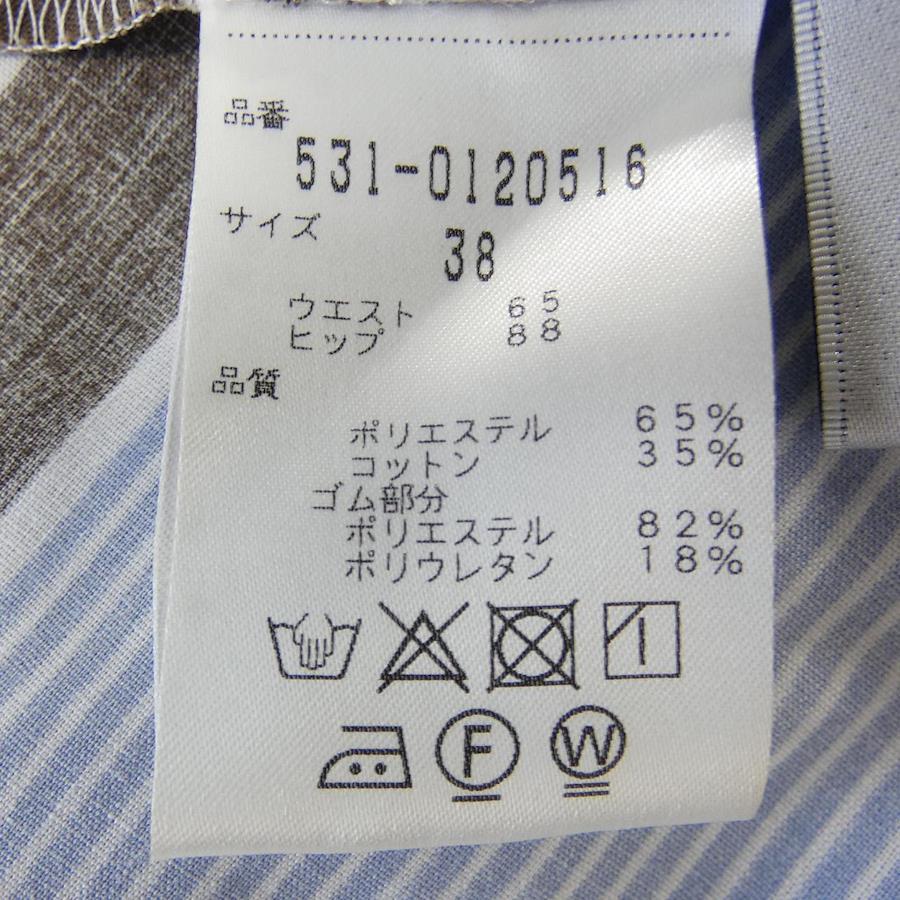 品番
531-0120516
サイズ
38
ウエスト 65
ヒップ 88
品質
ポリエステル 65%
コットン 35%
ゴム部分
ポリエステル 82%
ポリウレタン 18%
F W